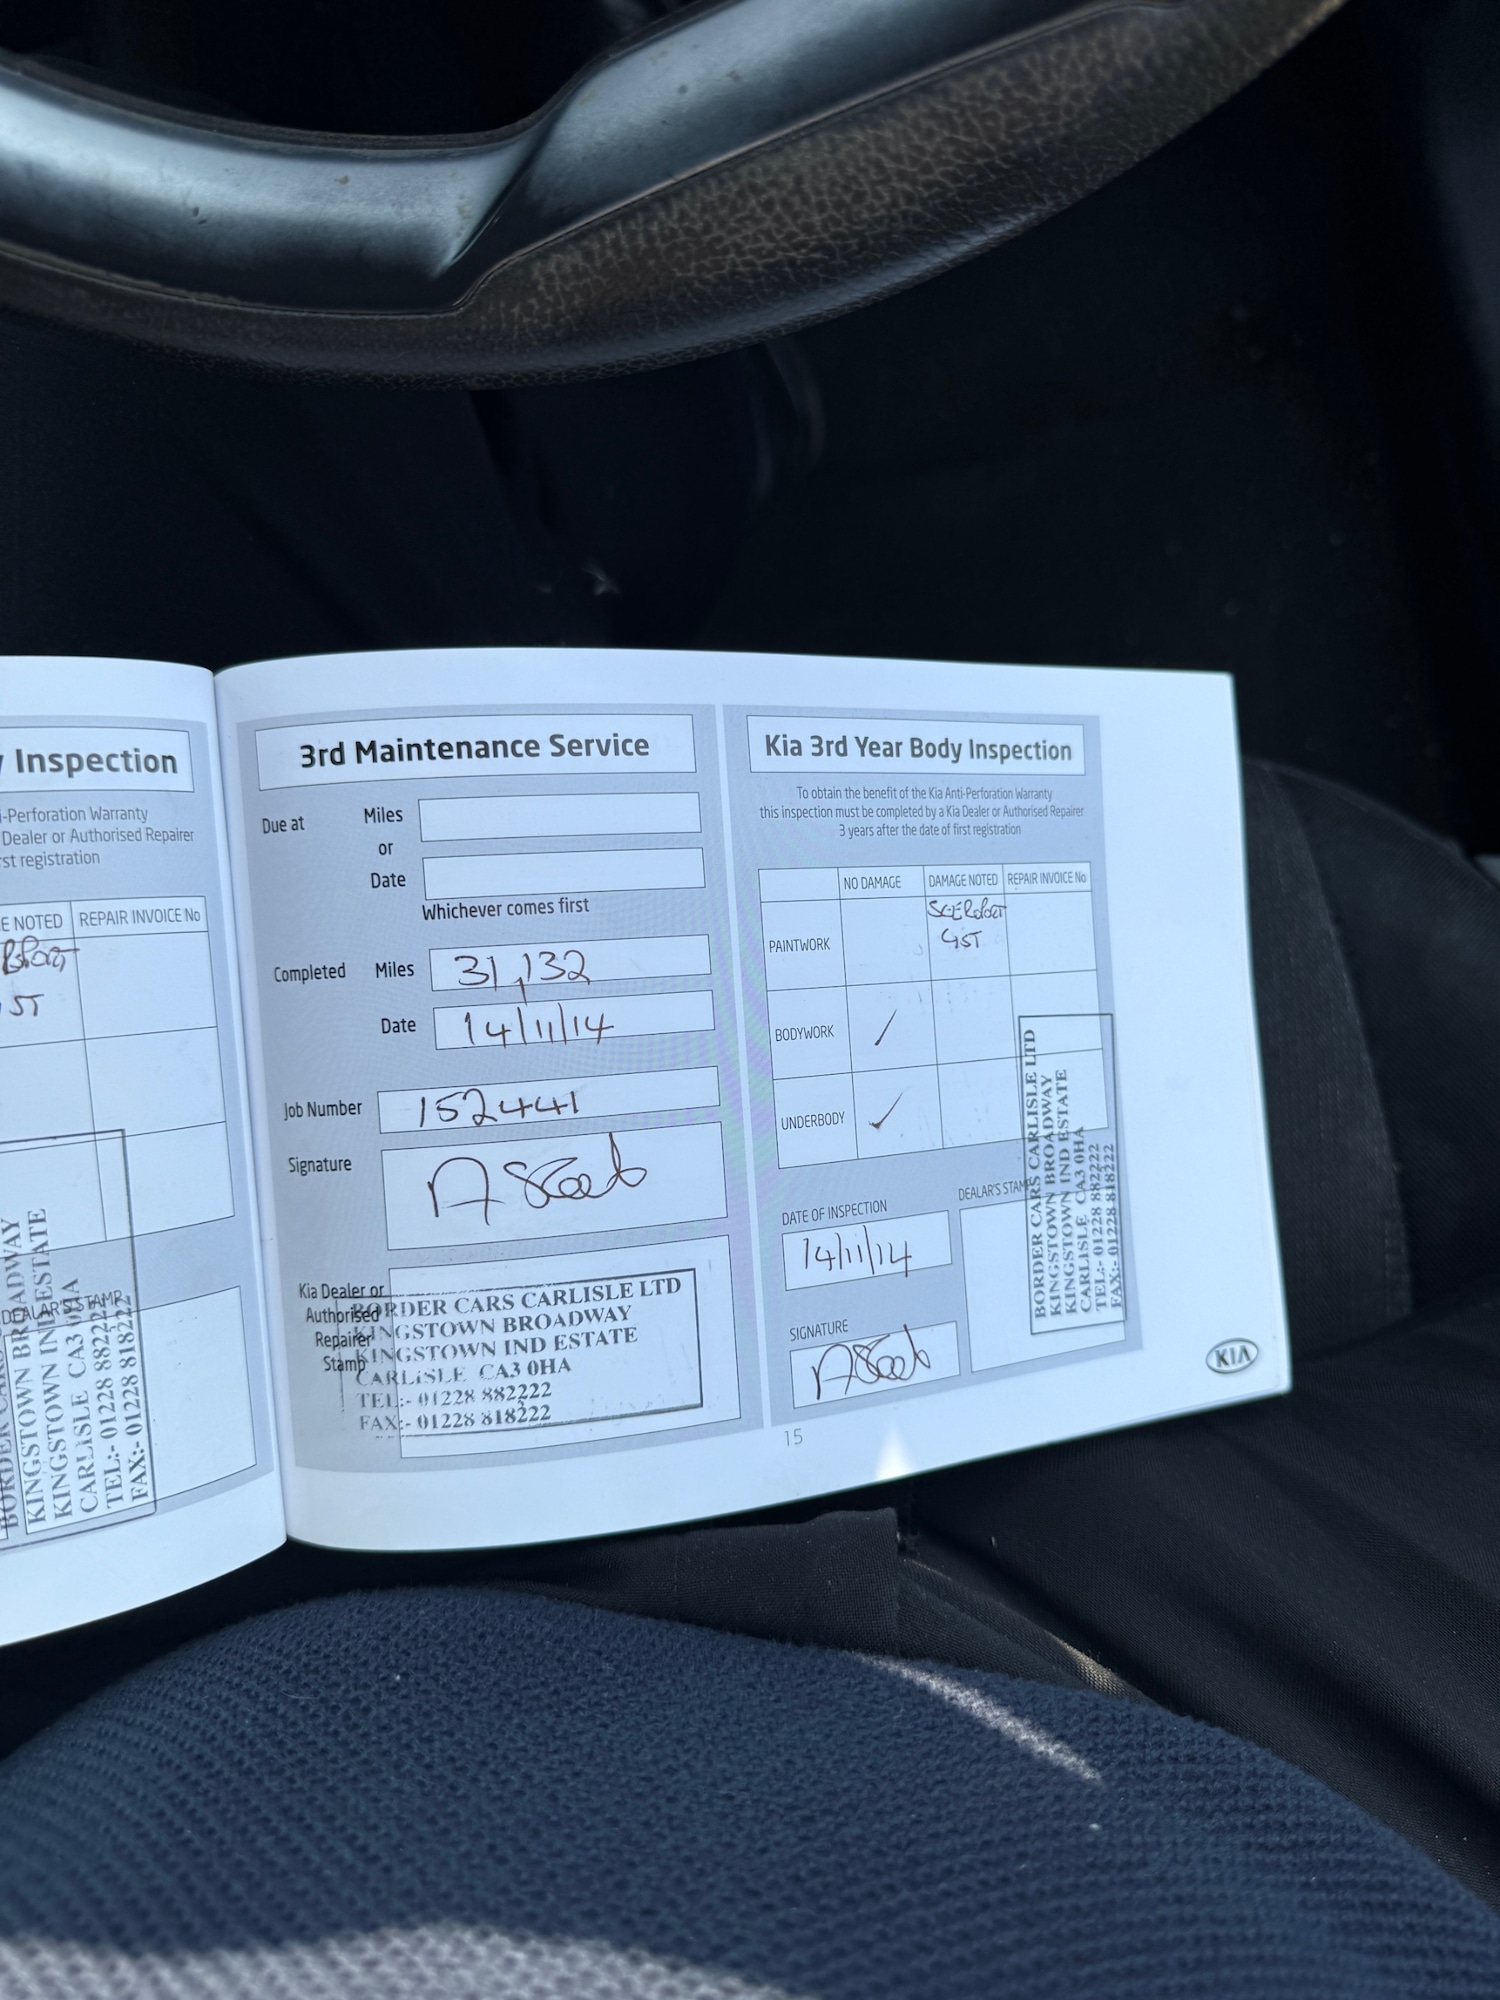 y Inspection
i-Perforation Warranty
Dealer or Authorised Repairer
rst registration
E NOTED REPAIR INVOICE No
DEALAR'S STAMP
KINGSTOWN BROADWAY
KINGSTOWN IND ESTATE
CARLISLE CA3 0HA
TEL:- 01228 882222
FAX:- 01228 818222
3rd Maintenance Service
Due at Miles
or
Date
Whichever comes first
Completed Miles 31,132
Date 14/11/14
Job Number 152441
Signature
Kia Dealer or
Authorised
Repairer
Stamp
BORDER CARS CARLISLE LTD
KINGSTOWN BROADWAY
KINGSTOWN IND ESTATE
CARLISLE CA3 0HA
TEL:- 01228 882222
FAX:- 01228 818222
Kia 3rd Year Body Inspection
To obtain the benefit of the Kia Anti-Perforation Warranty
this inspection must be completed by a Kia Dealer or Authorised Repairer
3 years after the date of first registration
NO DAMAGE DAMAGE NOTED REPAIR INVOICE No
PAINTWORK
BODYWORK
UNDERBODY
DATE OF INSPECTION
14/11/14
SIGNATURE
DEALAR'S STAMP
BORDER CARS CARLISLE LTD
KINGSTOWN BROADWAY
KINGSTOWN IND ESTATE
CARLISLE CA3 0HA
TEL:- 01228 882222
FAX:- 01228 818222
15
KIA